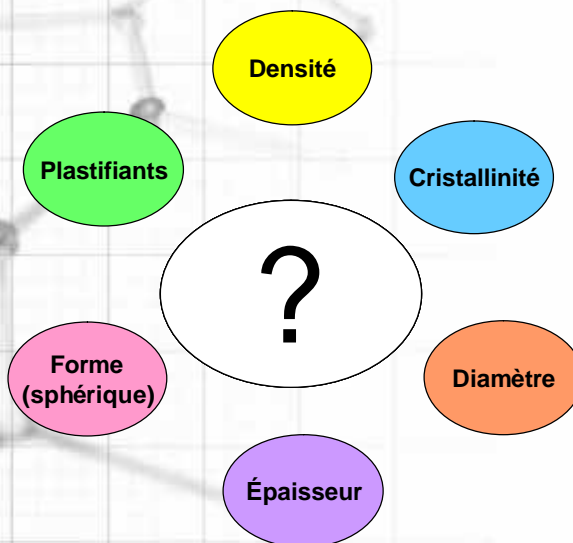 Densité
Plastifiants
Cristallinité
?
Forme
(sphérique)
Diamètre
Épaisseur